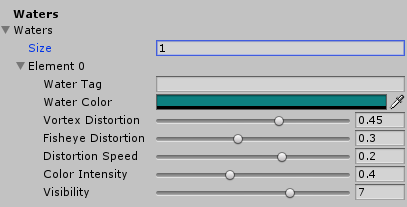 Waters
Waters
Size 1
Element 0
Water Tag
Water Color
Vortex Distortion 0.45
Fisheye Distortion 0.3
Distortion Speed 0.2
Color Intensity 0.4
Visibility 7